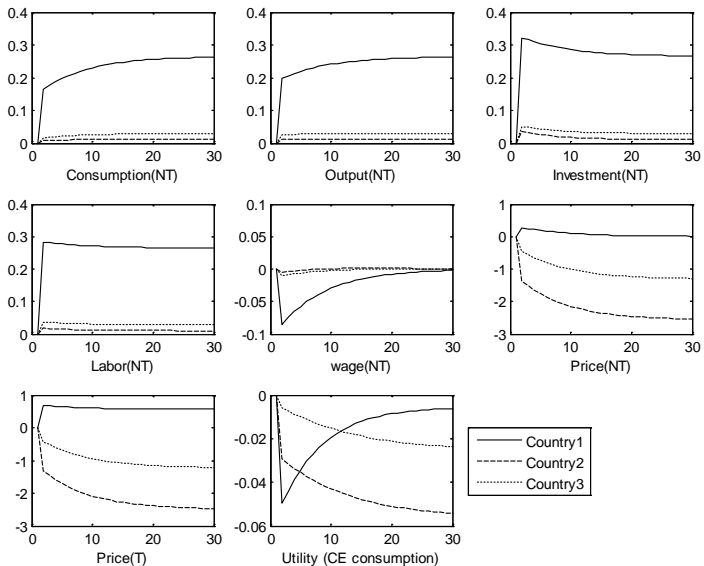 0.4
0.3
0.2
0.1
0
0 10 20 30
Consumption(NT)
0.4
0.3
0.2
0.1
0
0 10 20 30
Output(NT)
0.4
0.3
0.2
0.1
0
0 10 20 30
Investment(NT)
0.4
0.3
0.2
0.1
0
0 10 20 30
Labor(NT)
0.1
0.05
0
-0.05
-0.1
0 10 20 30
wage(NT)
1
0
-1
-2
-3
0 10 20 30
Price(NT)
1
0
-1
-2
-3
0 10 20 30
Price(T)
0
-0.02
-0.04
-0.06
0 10 20 30
Utility (CE consumption)
Country1
Country2
Country3